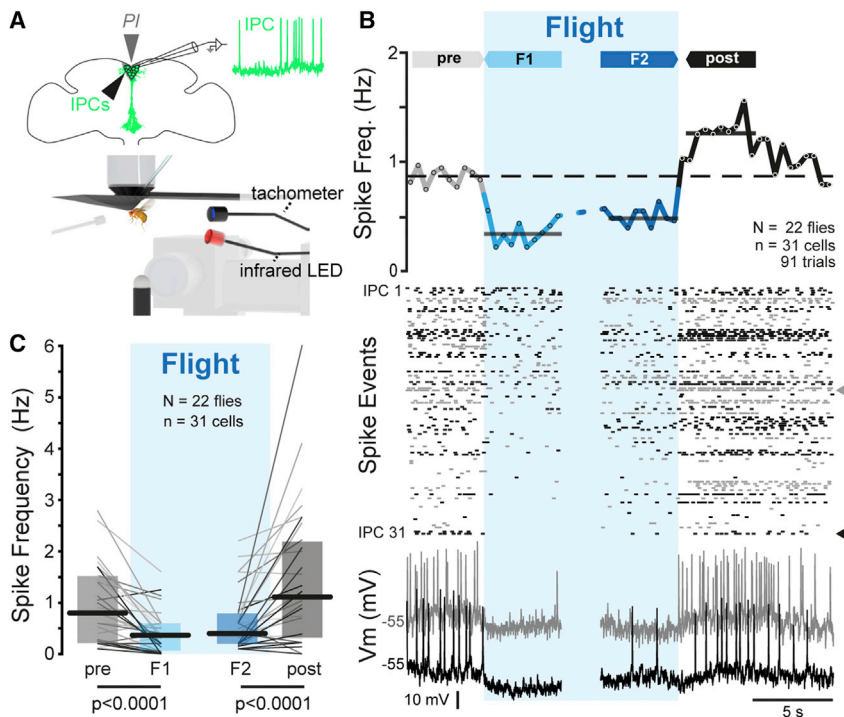 A
PI
IPC
IPCs
tachometer
infrared LED
B
Flight
pre
F1
F2
post
Spike Freq. (Hz)
2
1
0
N = 22 flies
n = 31 cells
91 trials
IPC 1
Spike Events
IPC 31
Vm (mV)
-55
-55
10 mV
5 s
C
Flight
N = 22 flies
n = 31 cells
Spike Frequency (Hz)
6
5
4
3
2
1
0
pre
F1
F2
post
p<0.0001
p<0.0001